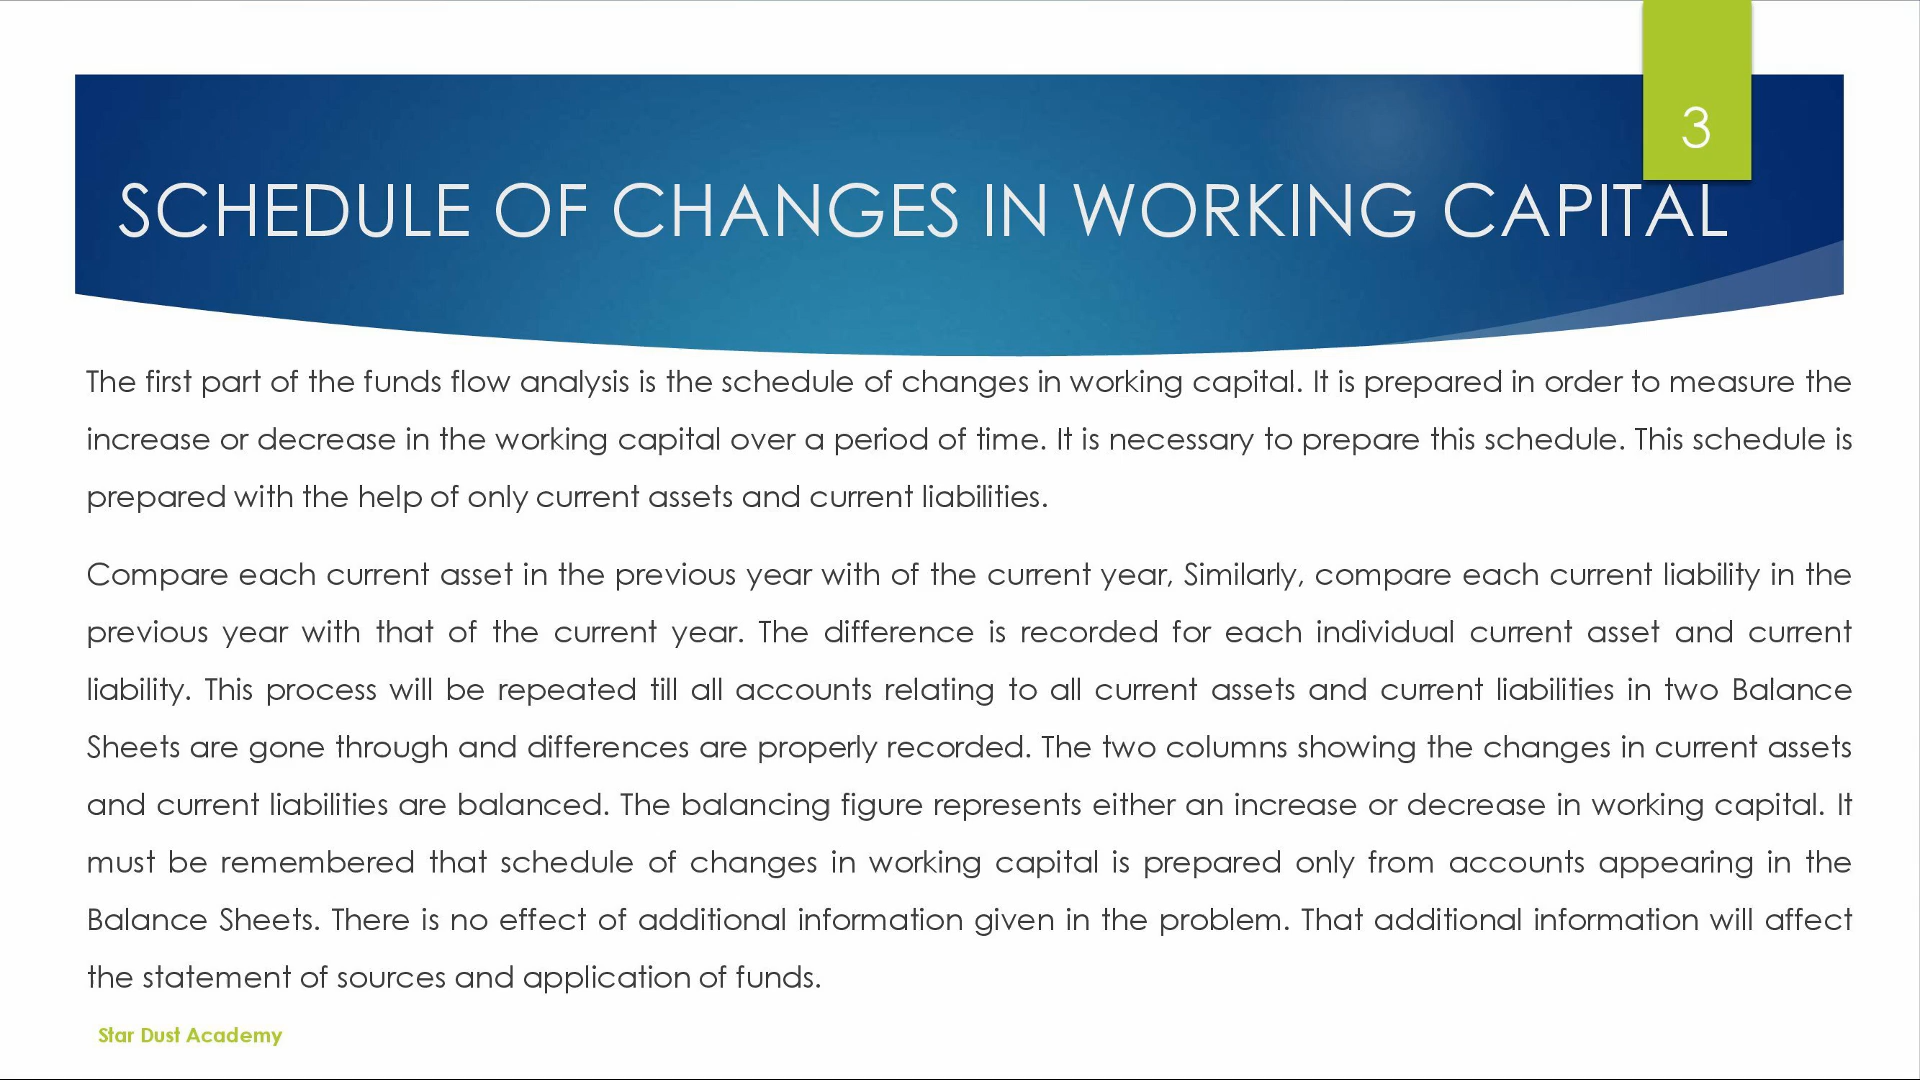 3
SCHEDULE OF CHANGES IN WORKING CAPITAL
The first part of the funds flow analysis is the schedule of changes in working capital. It is prepared in order to measure the
increase or decrease in the working capital over a period of time. It is necessary to prepare this schedule. This schedule is
prepared with the help of only current assets and current liabilities.
Compare each current asset in the previous year with of the current year, Similarly, compare each current liability in the
previous year with that of the current year. The difference is recorded for each individual current asset and current
liability. This process will be repeated till all accounts relating to all current assets and current liabilities in two Balance
Sheets are gone through and differences are properly recorded. The two columns showing the changes in current assets
and current liabilities are balanced. The balancing figure represents either an increase or decrease in working capital. It
must be remembered that schedule of changes in working capital is prepared only from accounts appearing in the
Balance Sheets. There is no effect of additional information given in the problem. That additional information will affect
the statement of sources and application of funds.
Star Dust Academy